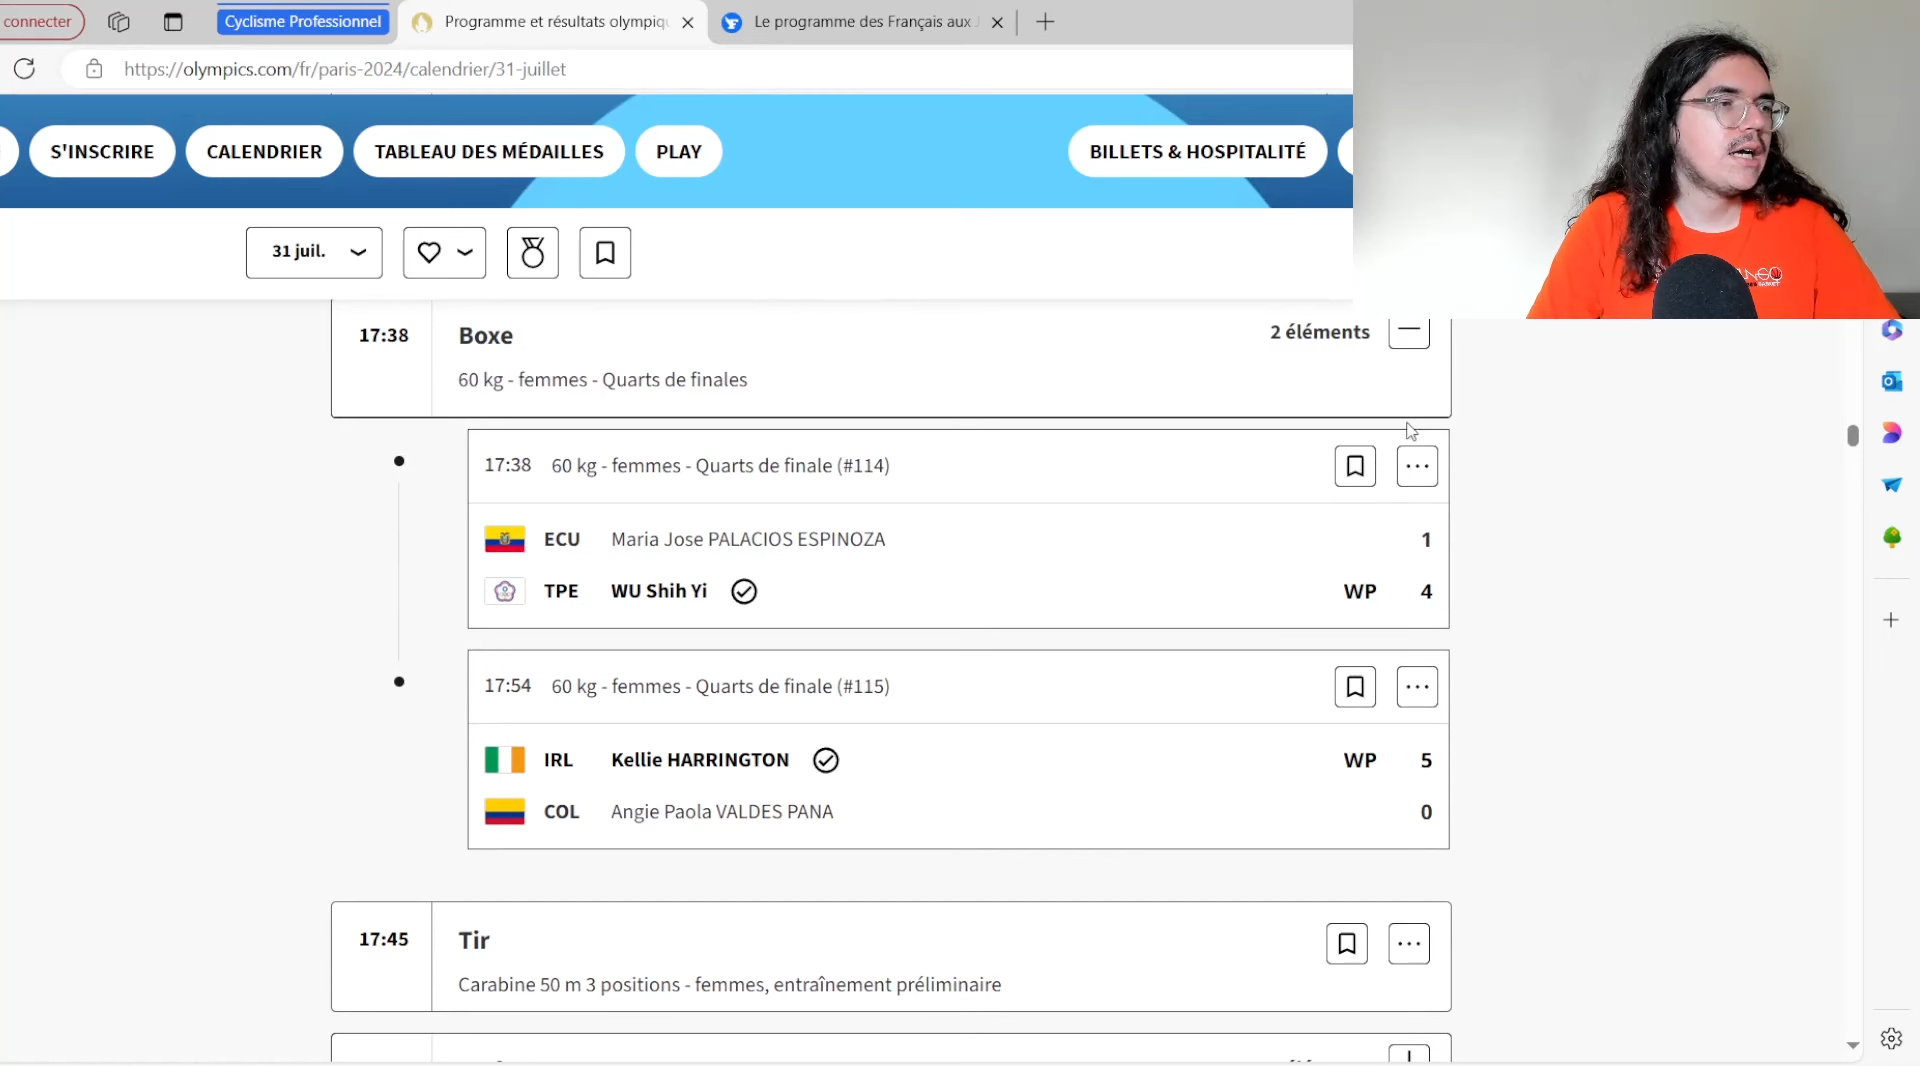 connecter
Cyclisme Professionnel
Programme et résultats olympiqu
Le programme des Français aux J
https://olympics.com/fr/paris-2024/calendrier/31-juillet
S'INSCRIRE
CALENDRIER
TABLEAU DES MÉDAILLES
PLAY
BILLETS & HOSPITALITÉ
31 juil.
17:38
Boxe
2 éléments
60 kg - femmes - Quarts de finales
17:38 60 kg - femmes - Quarts de finale (#114)
ECU Maria Jose PALACIOS ESPINOZA 1
TPE WU Shih Yi WP 4
17:54 60 kg - femmes - Quarts de finale (#115)
IRL Kellie HARRINGTON WP 5
COL Angie Paola VALDES PANA 0
17:45
Tir
Carabine 50 m 3 positions - femmes, entraînement préliminaire